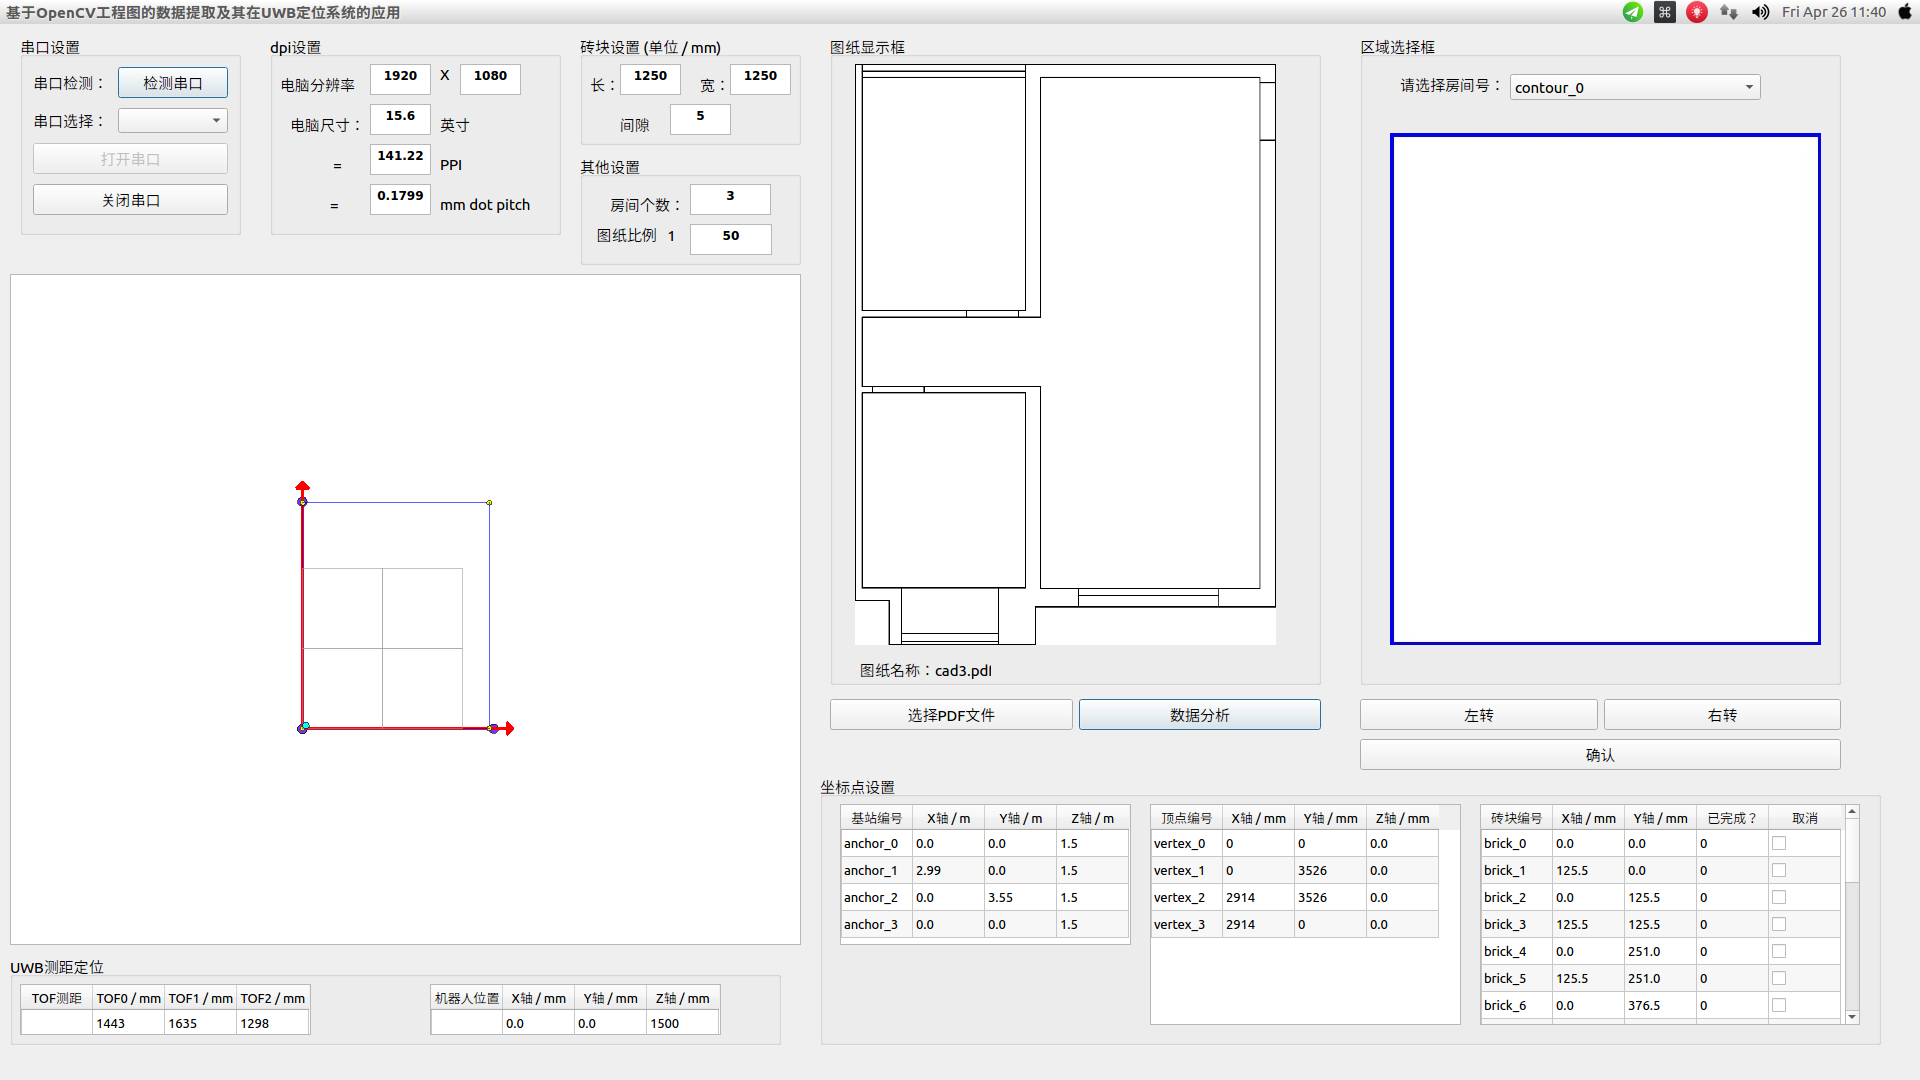 基于OpenCV工程图的数据提取及其在UWB定位系统的应用
Fri Apr 26 11:40
串口设置
串口检测：
检测串口
串口选择：
打开串口
关闭串口
dpi设置
电脑分辨率 1920 X 1080
电脑尺寸： 15.6 英寸
= 141.22 PPI
= 0.1799 mm dot pitch
砖块设置 (单位 / mm)
长： 1250 宽： 1250
间隙 5
其他设置
房间个数： 3
图纸比例 1 50
图纸显示框
图纸名称：cad3.pdf
选择PDF文件
数据分析
区域选择框
请选择房间号： contour_0
左转
右转
确认
坐标点设置
基站编号 X轴 / m Y轴 / m Z轴 / m
anchor_0 0.0 0.0 1.5
anchor_1 2.99 0.0 1.5
anchor_2 0.0 3.55 1.5
anchor_3 0.0 0.0 1.5
顶点编号 X轴 / mm Y轴 / mm Z轴 / mm
vertex_0 0 0 0.0
vertex_1 0 3526 0.0
vertex_2 2914 3526 0.0
vertex_3 2914 0 0.0
砖块编号 X轴 / mm Y轴 / mm 已完成？ 取消
brick_0 0.0 0.0 0
brick_1 125.5 0.0 0
brick_2 0.0 125.5 0
brick_3 125.5 125.5 0
brick_4 0.0 251.0 0
brick_5 125.5 251.0 0
brick_6 0.0 376.5 0
UWB测距定位
TOF测距 TOF0 / mm TOF1 / mm TOF2 / mm
1443 1635 1298
机器人位置 X轴 / mm Y轴 / mm Z轴 / mm
0.0 0.0 1500